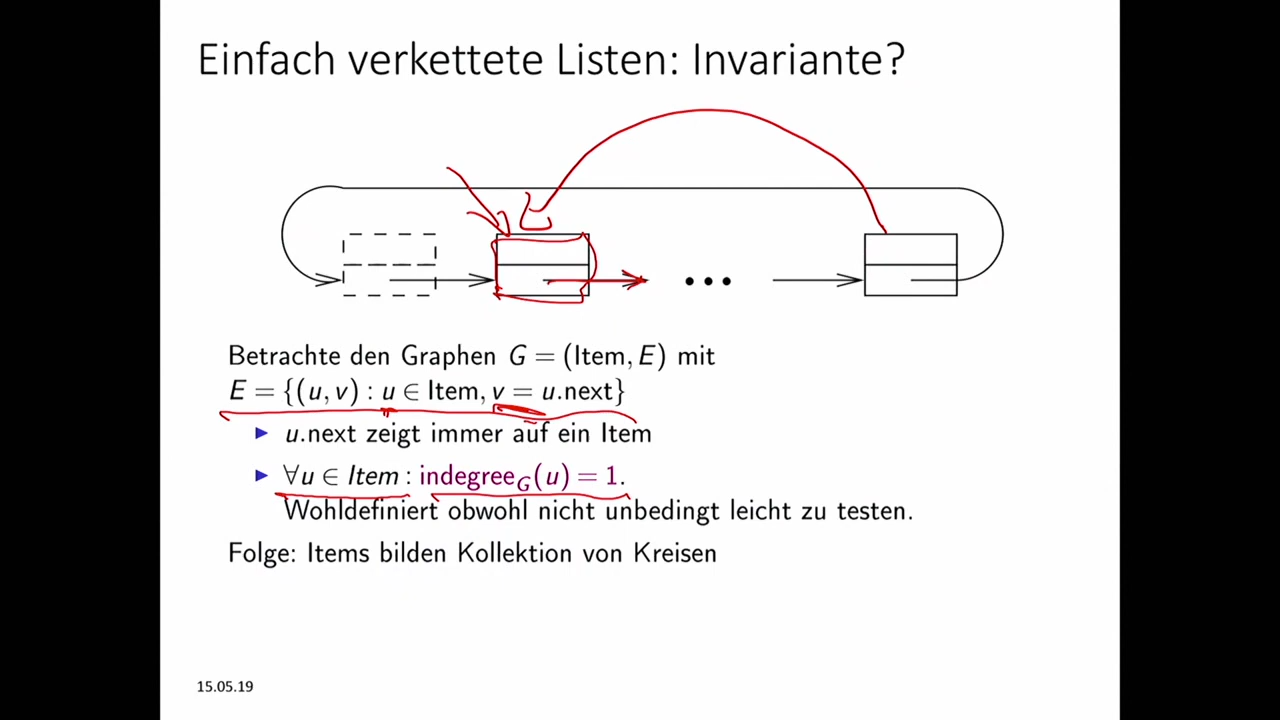 Einfach verkettete Listen: Invariante?
Betrachte den Graphen G = (Item, E) mit
E = {(u, v) : u ∈ Item, v = u.next}
▶ u.next zeigt immer auf ein Item
▶ ∀u ∈ Item : indegree_G(u) = 1.
Wohldefiniert obwohl nicht unbedingt leicht zu testen.
Folge: Items bilden Kollektion von Kreisen
15.05.19